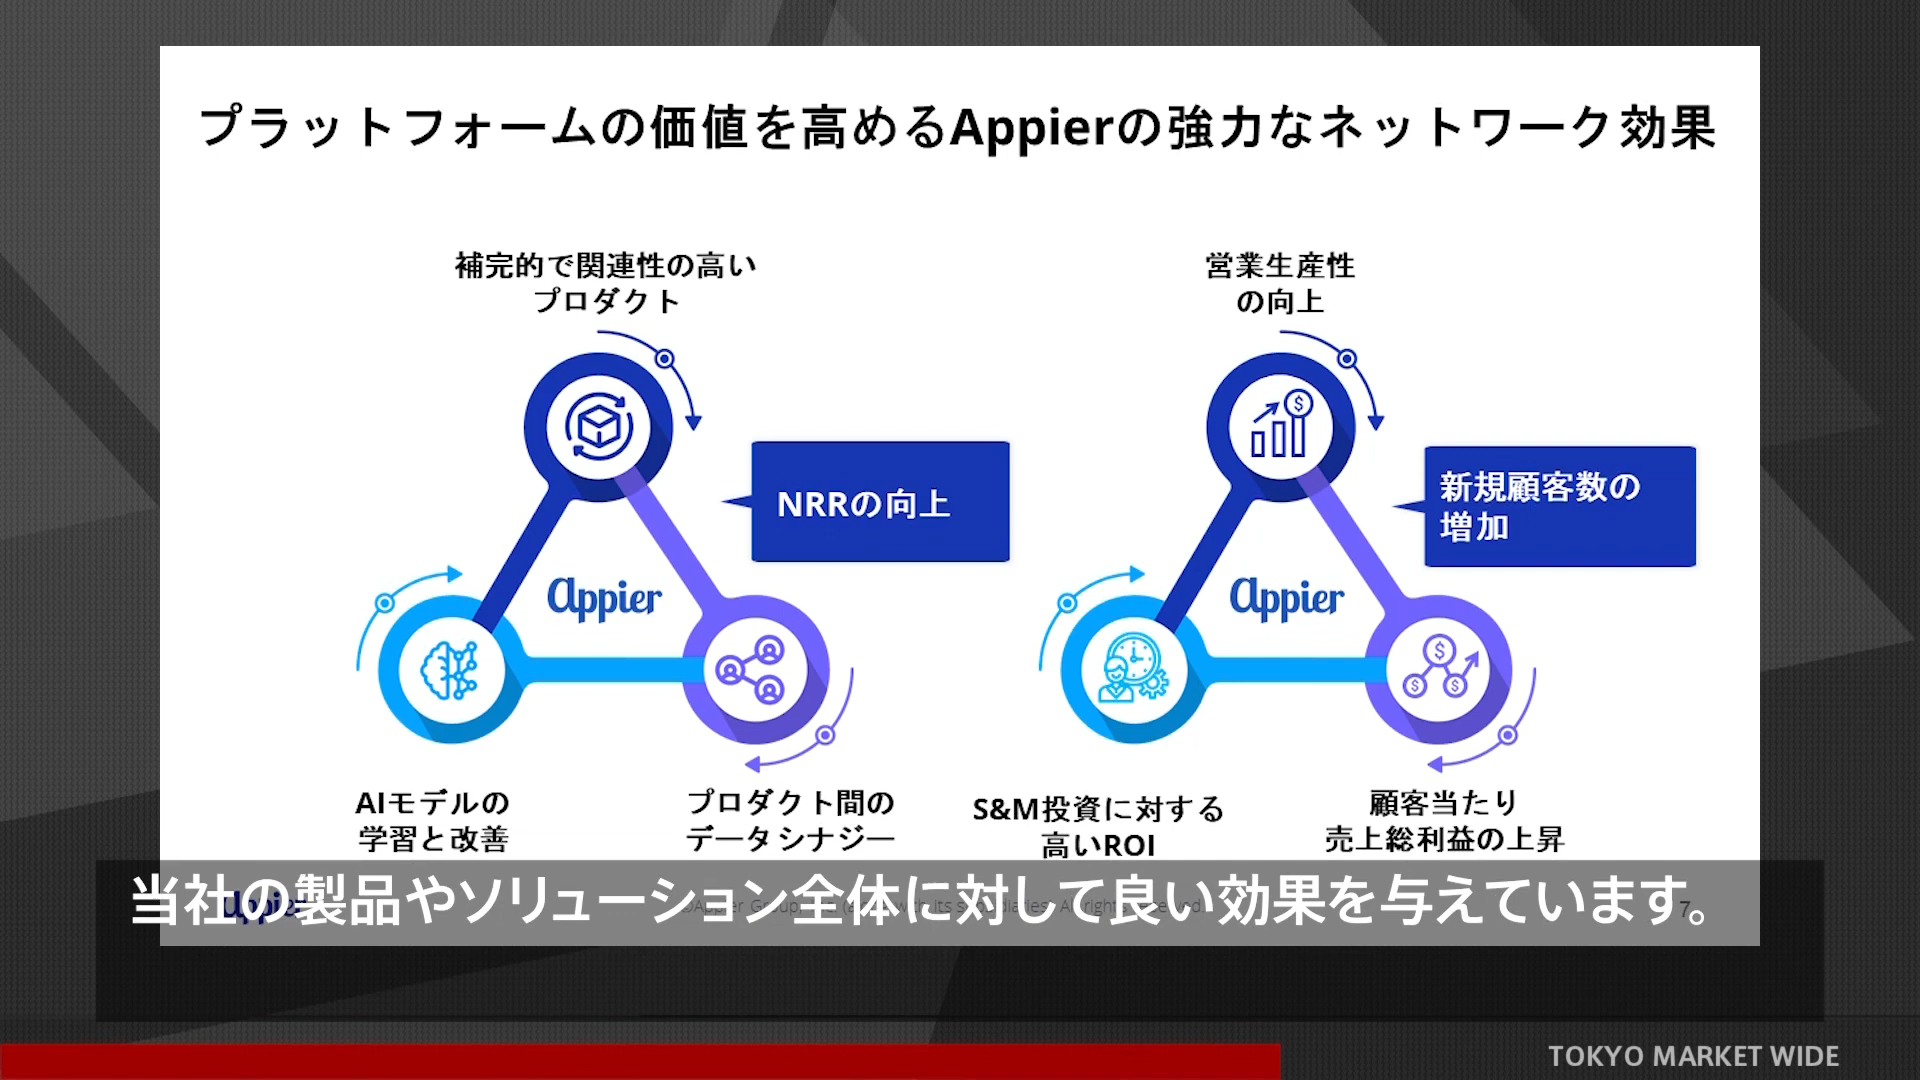 プラットフォームの価値を高めるAppierの強力なネットワーク効果
補完的で関連性の高い
プロダクト
NRRの向上
Appier
AIモデルの
学習と改善
プロダクト間の
データシナジー
営業生産性
の向上
新規顧客数の
増加
Appier
S&M投資に対する
高いROI
顧客当たり
売上総利益の上昇
当社の製品やソリューション全体に対して良い効果を与えています。
7
TOKYO MARKET WIDE